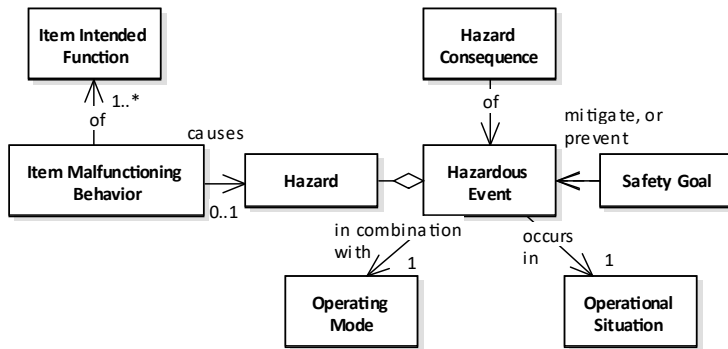 Item Intended
Function
Hazard
Consequence
1..*
of
of
mitigate, or
prevent
causes
Item Malfunctioning
Behavior
Hazard
Hazardous
Event
Safety Goal
0..1
in combination
with
1
occurs
in
1
Operating
Mode
Operational
Situation